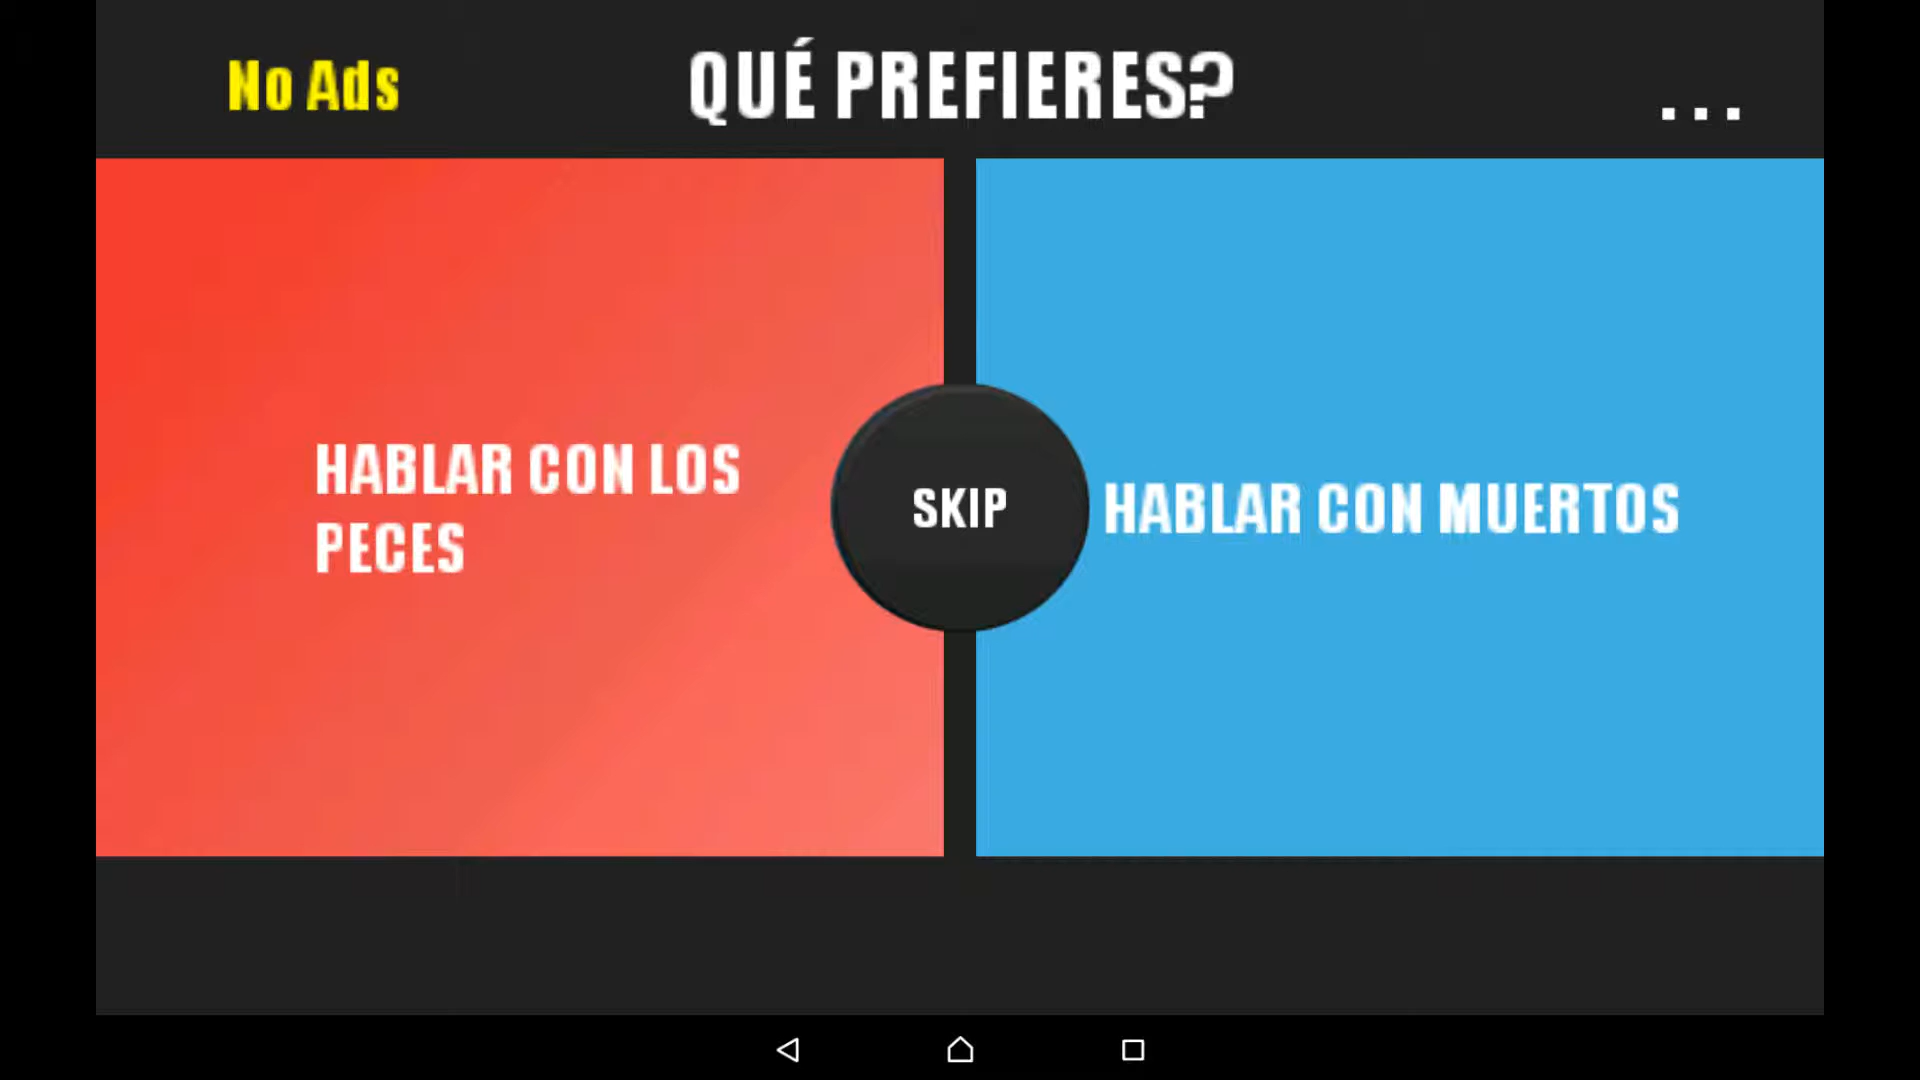 No Ads
QUÉ PREFIERES?
...
HABLAR CON LOS
PECES
SKIP
HABLAR CON MUERTOS